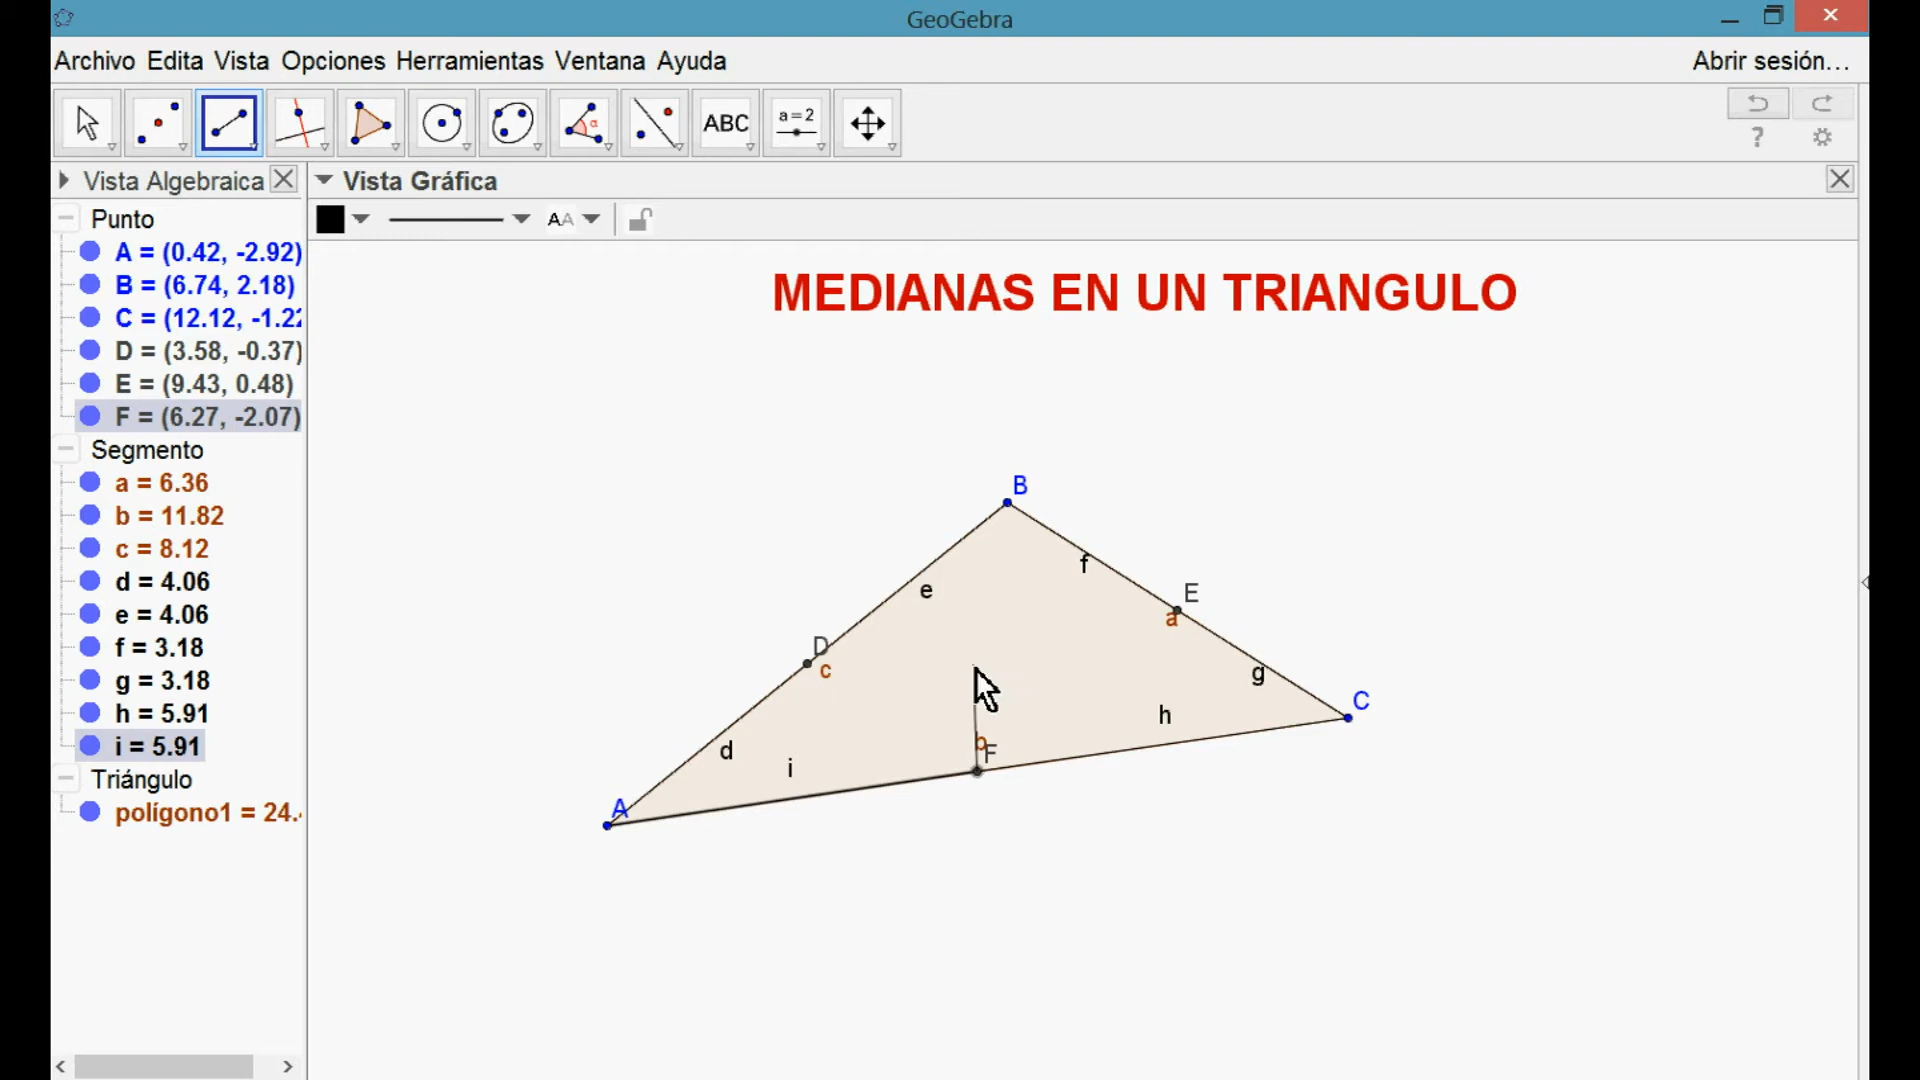 GeoGebra
Archivo Edita Vista Opciones Herramientas Ventana Ayuda
Abrir sesión...
ABC
a=2
α
?
Vista Algebraica
Vista Gráfica
AA
Punto
A = (0.42, -2.92)
B = (6.74, 2.18)
C = (12.12, -1.22
D = (3.58, -0.37)
E = (9.43, 0.48)
F = (6.27, -2.07)
Segmento
a = 6.36
b = 11.82
c = 8.12
d = 4.06
e = 4.06
f = 3.18
g = 3.18
h = 5.91
i = 5.91
Triángulo
polígono1 = 24.
MEDIANAS EN UN TRIANGULO
B
f
e
E
a
D
c
g
C
h
b
F
d
i
A